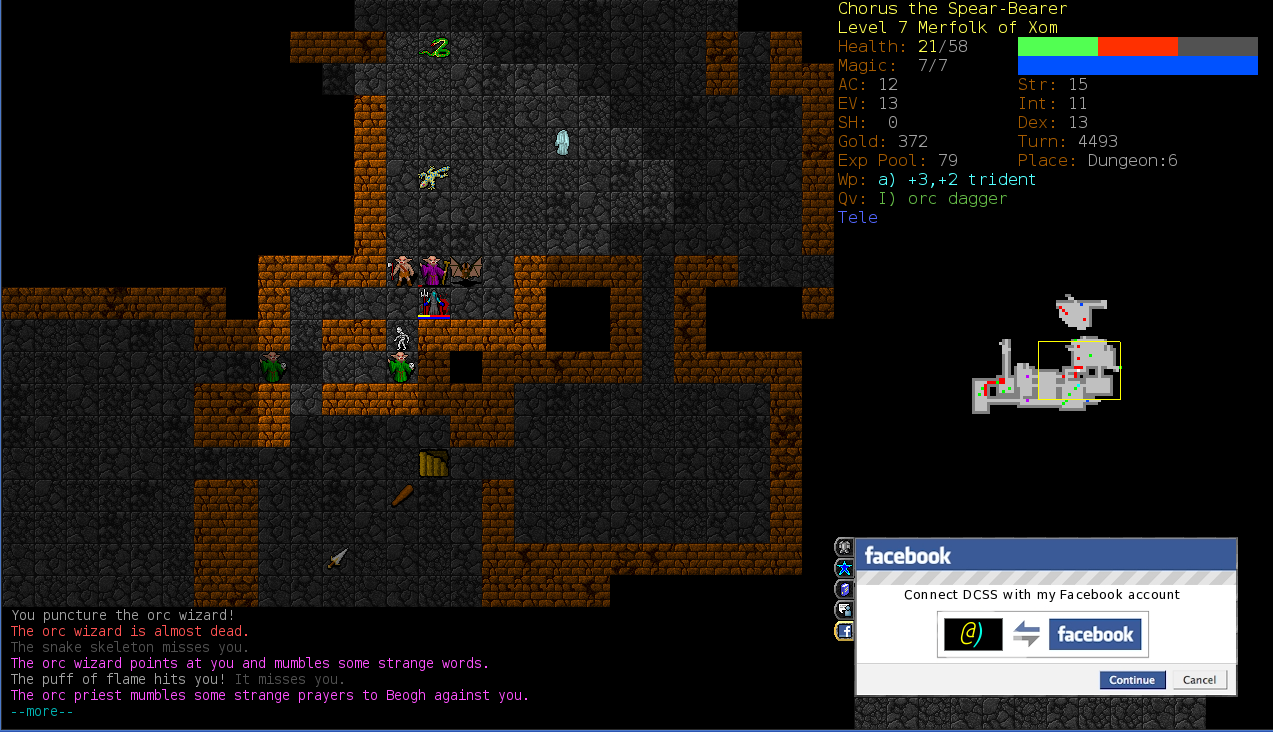 Chorus the Spear-Bearer
Level 7 Merfolk of Xom
Health: 21/58
Magic: 7/7
AC: 12 Str: 15
EV: 13 Int: 11
SH: 0 Dex: 13
Gold: 372 Turn: 4493
Exp Pool: 79 Place: Dungeon:6
Wp: a) +3,+2 trident
Qv: I) orc dagger
Tele
facebook
Connect DCSS with my Facebook account
@) facebook
Continue Cancel
You puncture the orc wizard!
The orc wizard is almost dead.
The snake skeleton misses you.
The orc wizard points at you and mumbles some strange words.
The puff of flame hits you! It misses you.
The orc priest mumbles some strange prayers to Beogh against you.
--more--